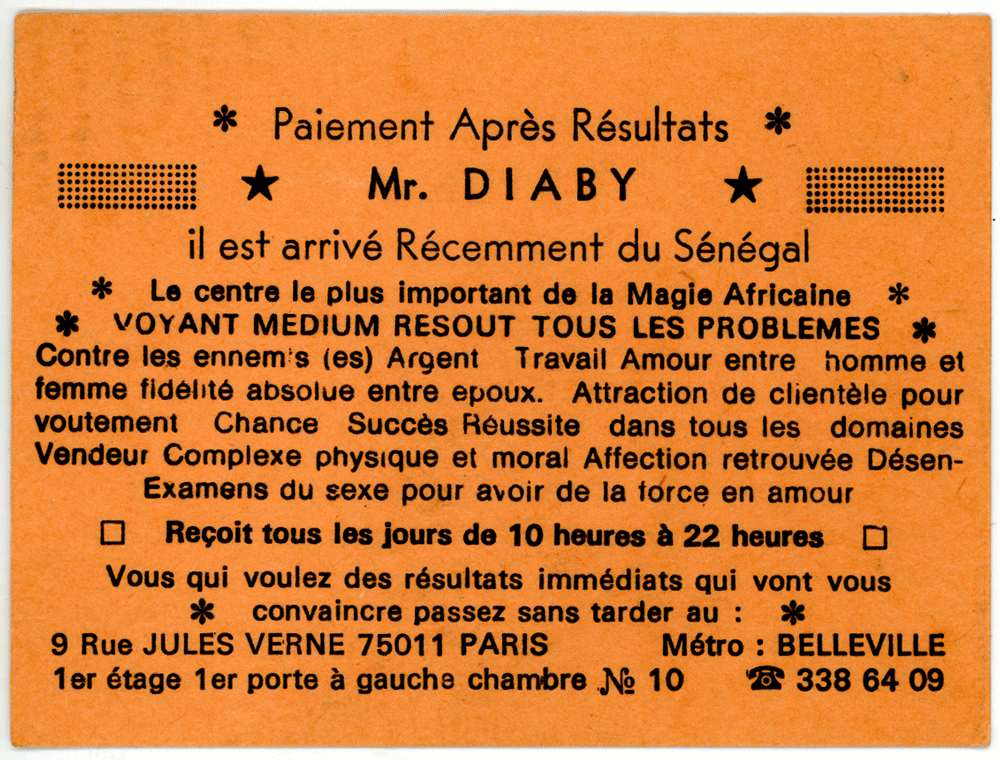 * Paiement Après Résultats *
★ Mr. DIABY ★
il est arrivé Récemment du Sénégal
* Le centre le plus important de la Magie Africaine *
* VOYANT MEDIUM RESOUT TOUS LES PROBLEMES *
Contre les ennemis (es) Argent Travail Amour entre homme et
femme fidélité absolue entre epoux. Attraction de clientèle pour
voutement Chance Succès Réussite dans tous les domaines
Vendeur Complexe physique et moral Affection retrouvée Désen-
Examens du sexe pour avoir de la force en amour
□ Reçoit tous les jours de 10 heures à 22 heures □
Vous qui voulez des résultats immédiats qui vont vous
* convaincre passez sans tarder au : *
9 Rue JULES VERNE 75011 PARIS Métro : BELLEVILLE
1er étage 1er porte à gauche chambre № 10 ☎ 338 64 09